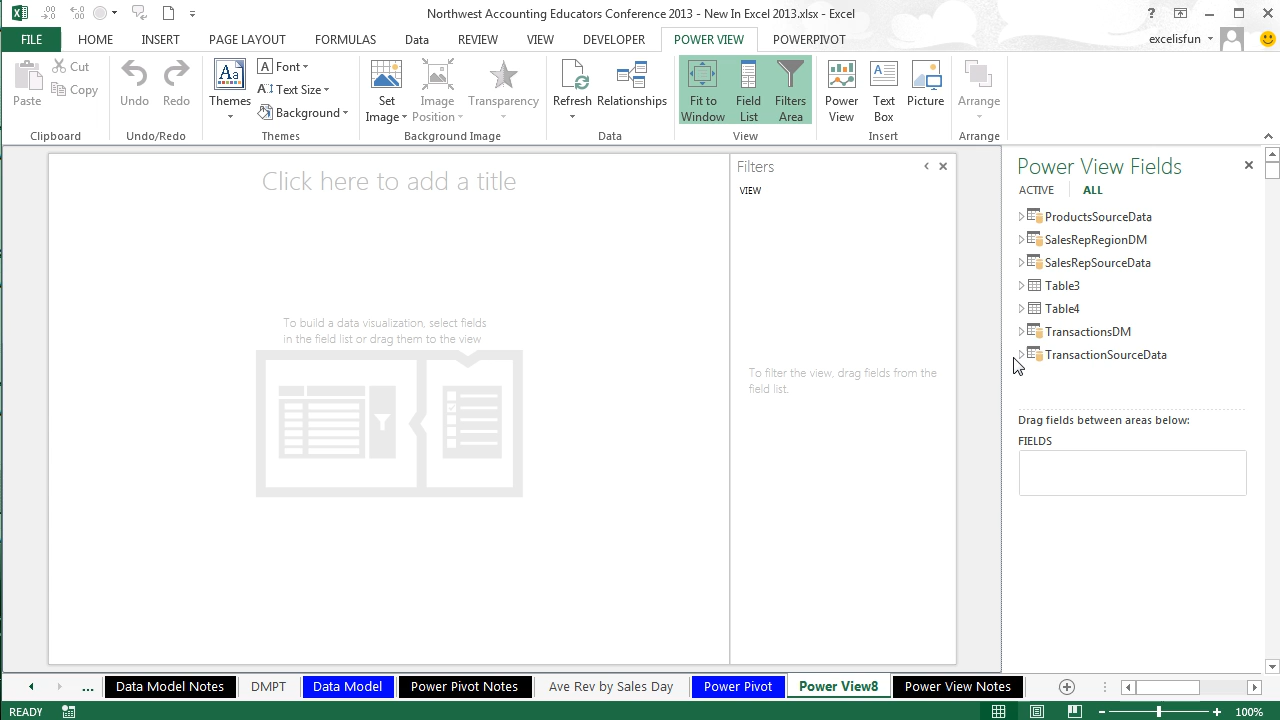 Northwest Accounting Educators Conference 2013 - New In Excel 2013.xlsx - Excel
FILE HOME INSERT PAGE LAYOUT FORMULAS Data REVIEW VIEW DEVELOPER POWER VIEW POWERPIVOT excelisfun
Paste
Cut
Copy
Clipboard
Undo
Redo
Undo/Redo
Themes
Font
Text Size
Background
Themes
Set Image
Image Position
Transparency
Background Image
Refresh
Relationships
Data
Fit to Window
Field List
Filters Area
View
Power View
Text Box
Picture
Insert
Arrange
Arrange
Click here to add a title
To build a data visualization, select fields
in the field list or drag them to the view
Filters
VIEW
To filter the view, drag fields from the
field list.
Power View Fields
ACTIVE ALL
ProductsSourceData
SalesRepRegionDM
SalesRepSourceData
Table3
Table4
TransactionsDM
TransactionSourceData
Drag fields between areas below:
FIELDS
... Data Model Notes DMPT Data Model Power Pivot Notes Ave Rev by Sales Day Power Pivot Power View8 Power View Notes
READY 100%